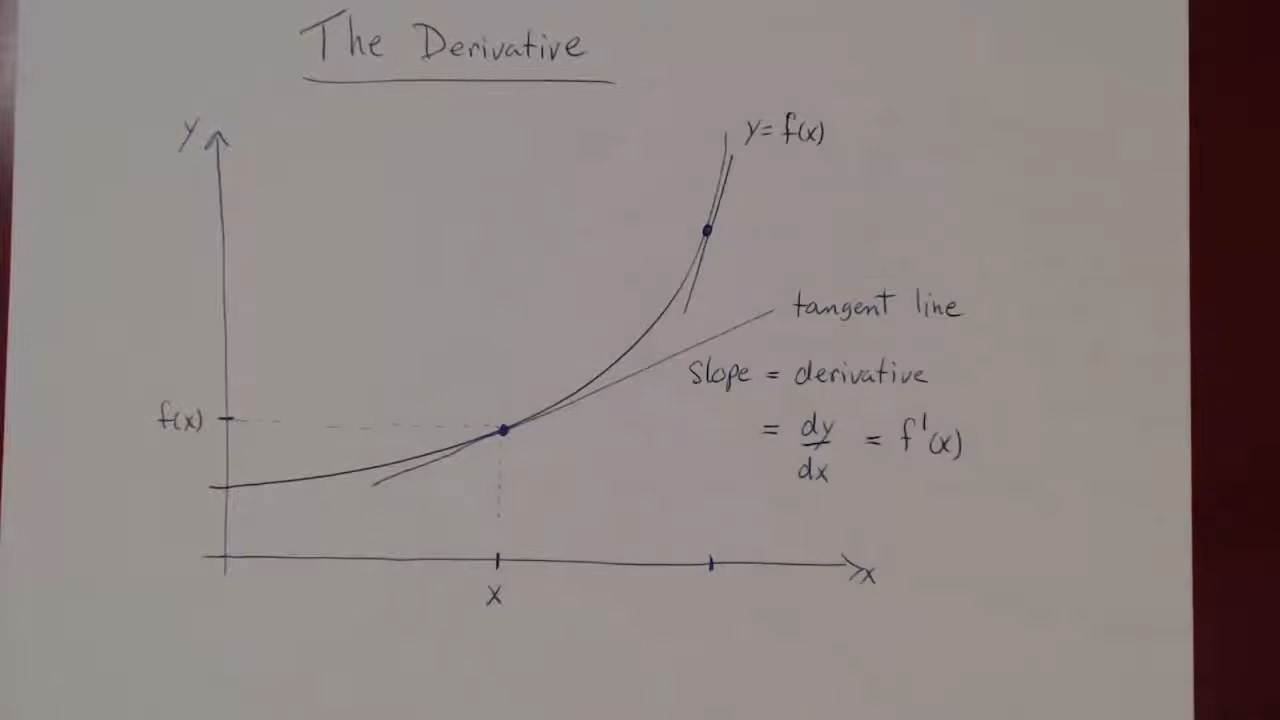 The Derivative
y
y = f(x)
tangent line
Slope = derivative
f(x)
= dy/dx = f'(x)
x
x